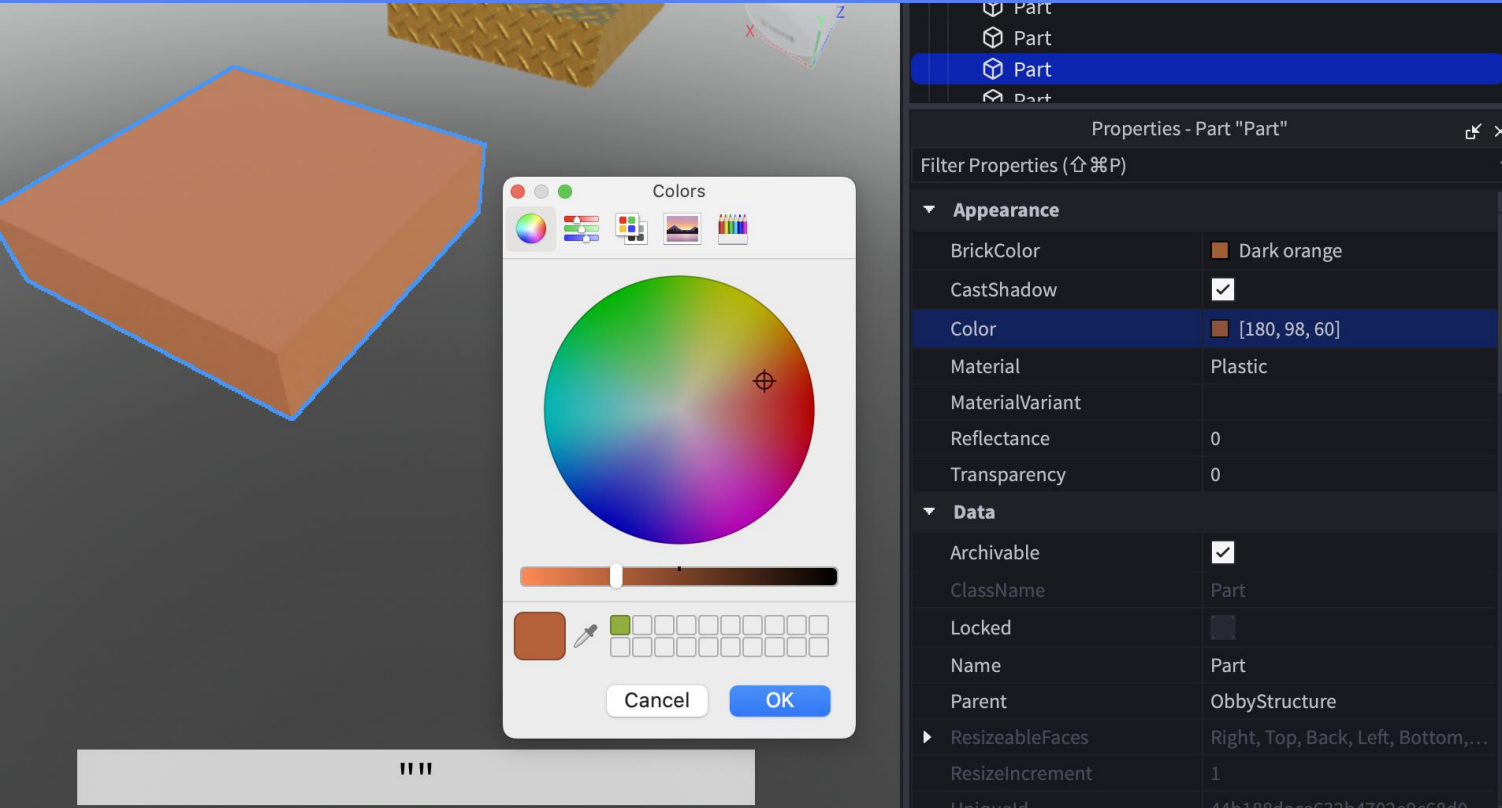 Z
X
Y
Part
Part
Part
Part
Properties - Part "Part"
Filter Properties (⇧⌘P)
Appearance
BrickColor Dark orange
CastShadow
Color [180, 98, 60]
Material Plastic
MaterialVariant
Reflectance 0
Transparency 0
Data
Archivable
ClassName Part
Locked
Name Part
Parent ObbyStructure
ResizeableFaces Right, Top, Back, Left, Bottom,...
ResizeIncrement 1
UniqueId
Colors
Cancel OK
""